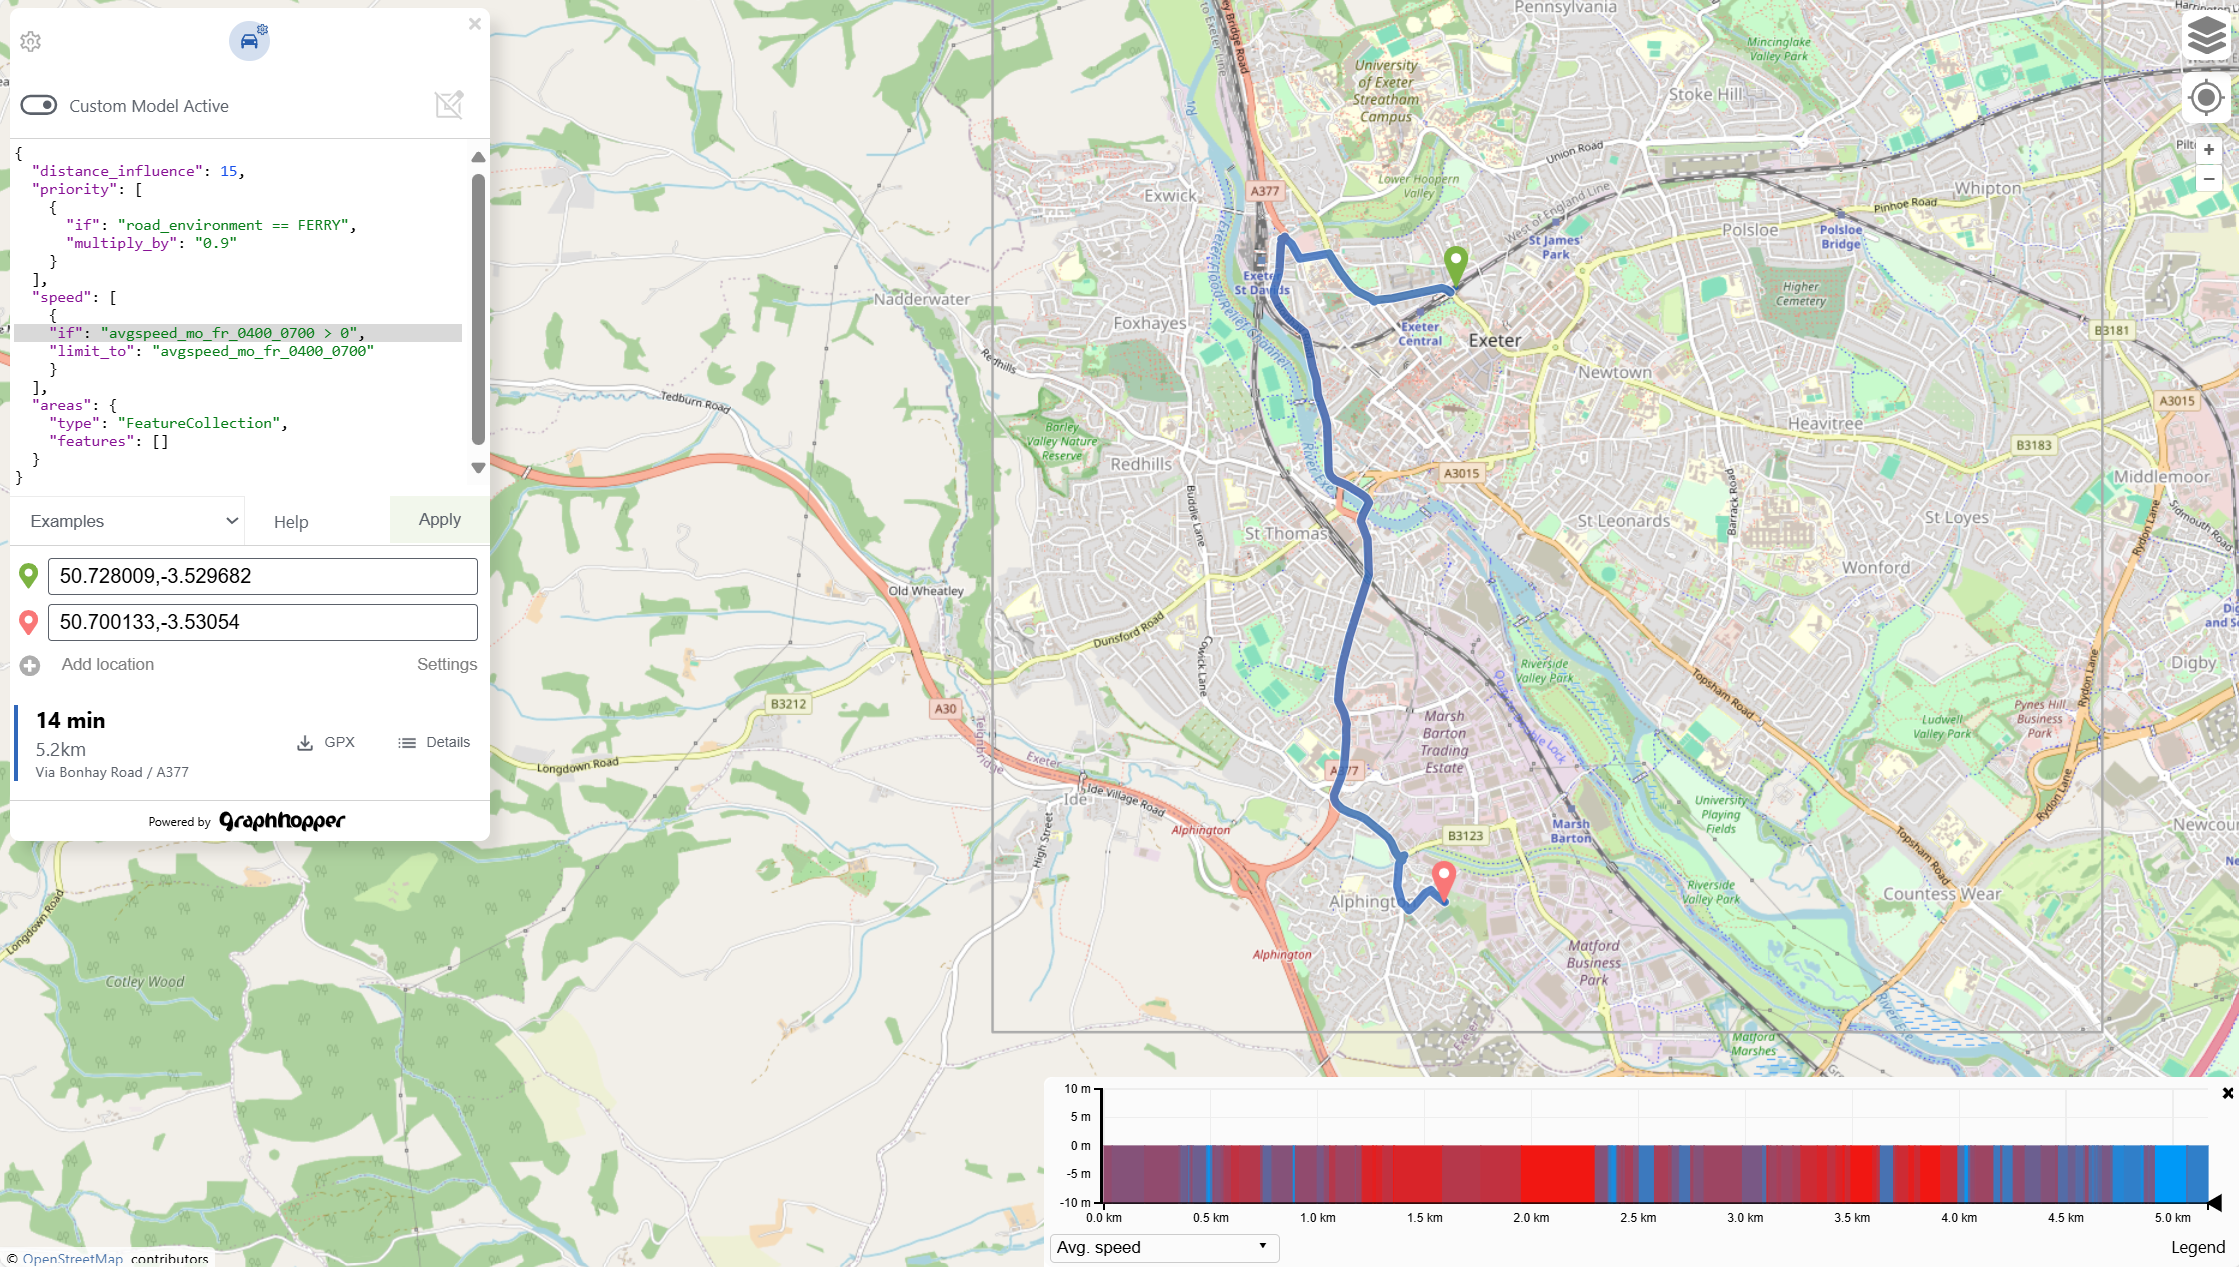 Custom Model Active
{
"distance_influence": 15,
"priority": [
{
"if": "road_environment == FERRY",
"multiply_by": "0.9"
}
],
"speed": [
{
"if": "avgspeed_mo_fr_0400_0700 > 0",
"limit_to": "avgspeed_mo_fr_0400_0700"
}
],
"areas": {
"type": "FeatureCollection",
"features": []
}
}
Examples
Help
Apply
50.728009,-3.529682
50.700133,-3.53054
Add location
Settings
14 min
5.2km
Via Bonhay Road / A377
GPX
Details
Powered by graphhopper
Pennsylvania
Mincinglake
Valley Park
University
of Exeter
Streatham
Campus
Stoke Hill
Union Road
Lower Hoopern
Valley
Exwick
A377
West of England Line
Whipton
Pinhoe Road
Polsloe
Polsloe
Bridge
St James'
Park
Exeter
St Davids
Nadderwater
Foxhayes
Redhills
Exeter
Central
Exeter
Higher
Cemetery
B3181
Newtown
Tedburn Road
A3015
Heavitree
B3183
Barley
Valley Nature
Reserve
Redhills
A3015
Middlemoor
Buddle Lane
Barrack Road
St Leonards
St Loyes
Sidmouth Road
Rydon Lane
St Thomas
Wonford
Old Wheatley
Dunsford Road
Cowick Lane
Riverside
Valley Park
Digby
Rydon Lane
Topsham Road
A30
B3212
Teignbridge
Exeter
Longdown Road
Marsh
Barton
Trading
Estate
Ludwell
Valley Park
Pynes Hill
Business
Park
Ide Village Road
Ide
High Street
University
Playing
Fields
Rydon Lane
Alphington
B3123
Marsh
Barton
Topsham Road
Riverside
Valley Park
Countess Wear
Alphington
Longdown Road
Matford
Business
Park
Cotley Wood
Matford
Marshes
10 m
5 m
0 m
-5 m
-10 m
0.0 km
0.5 km
1.0 km
1.5 km
2.0 km
2.5 km
3.0 km
3.5 km
4.0 km
4.5 km
5.0 km
Avg. speed
Legend
© OpenStreetMap contributors